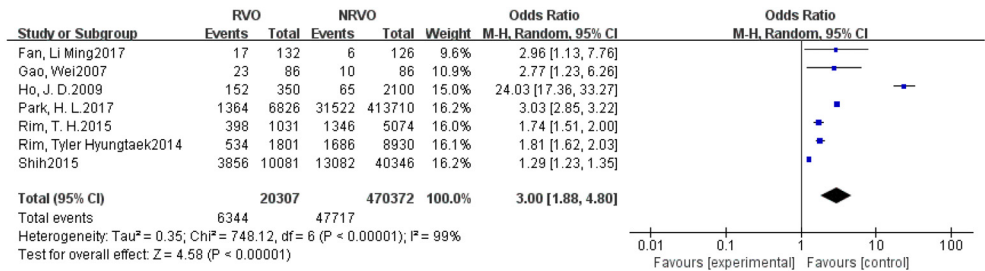 RVO NRVO Odds Ratio Odds Ratio
Study or Subgroup Events Total Events Total Weight M-H, Random, 95% CI M-H, Random, 95% CI
Fan, Li Ming2017 17 132 6 126 9.6% 2.96 [1.13, 7.76]
Gao, Wei2007 23 86 10 86 10.9% 2.77 [1.23, 6.26]
Ho, J. D.2009 152 350 65 2100 15.0% 24.03 [17.36, 33.27]
Park, H. L.2017 1364 6826 31522 413710 16.2% 3.03 [2.85, 3.22]
Rim, T. H.2015 398 1031 1346 5074 16.0% 1.74 [1.51, 2.00]
Rim, Tyler Hyungtaek2014 534 1801 1686 8930 16.1% 1.81 [1.62, 2.03]
Shih2015 3856 10081 13082 40346 16.2% 1.29 [1.23, 1.35]
Total (95% CI) 20307 470372 100.0% 3.00 [1.88, 4.80]
Total events 6344 47717
Heterogeneity: Tau² = 0.35; Chi² = 748.12, df = 6 (P < 0.00001); I² = 99%
Test for overall effect: Z = 4.58 (P < 0.00001)
0.01 0.1 1 10 100
Favours [experimental] Favours [control]